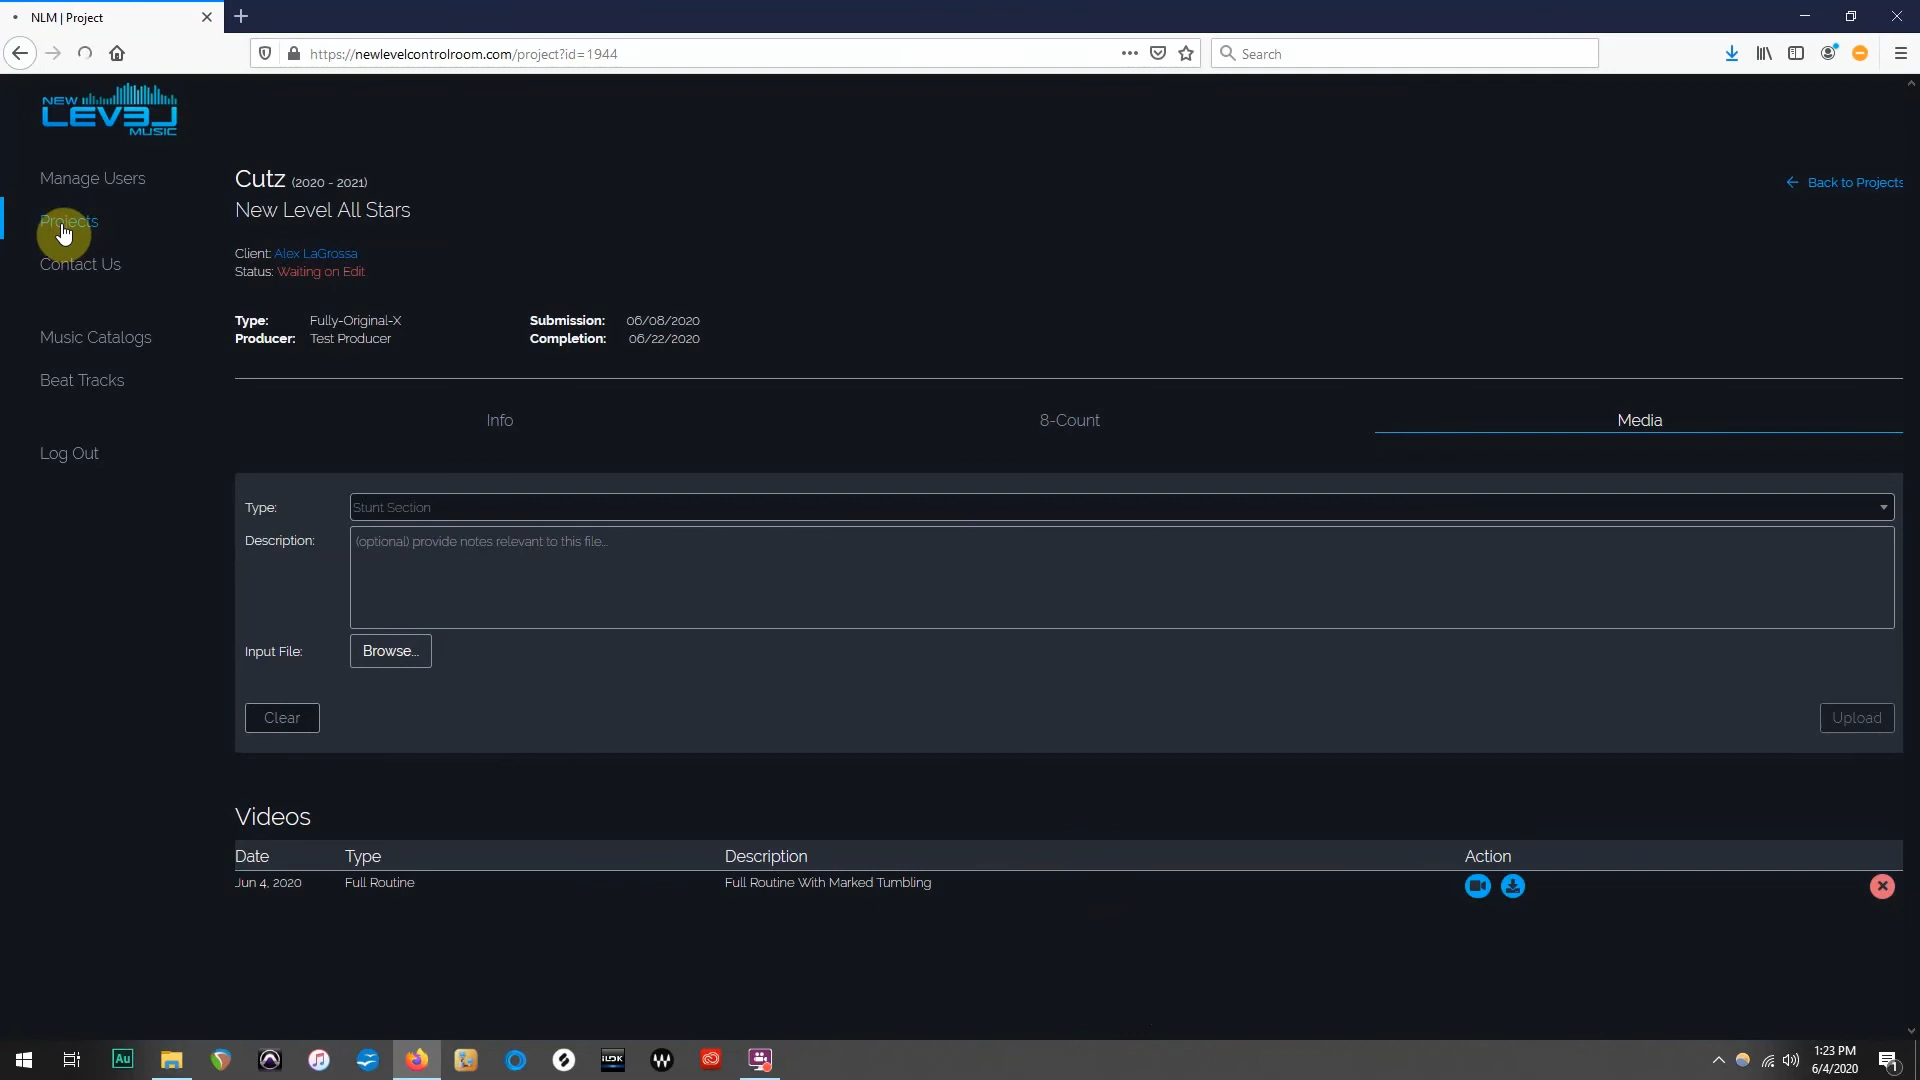 NLM | Project
https://newlevelcontrolroom.com/project?id=1944
Search
NEW
LEVEL
MUSIC
Manage Users
Projects
Contact Us
Music Catalogs
Beat Tracks
Log Out
Cutz (2020 - 2021)
Back to Projects
New Level All Stars
Client: Alex LaGrossa
Status: Waiting on Edit
Type: Fully-Original-X Submission: 06/08/2020
Producer: Test Producer Completion: 06/22/2020
Info 8-Count Media
Type: Stunt Section
Description: (optional) provide notes relevant to this file...
Input File: Browse...
Clear Upload
Videos
Date Type Description Action
Jun 4, 2020 Full Routine Full Routine With Marked Tumbling
Au
iLOK
1:23 PM
6/4/2020
1